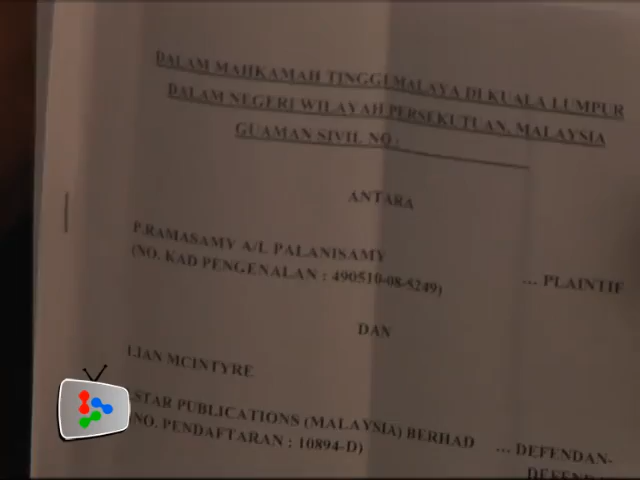 DALAM MAHKAMAH TINGGI MALAYA DI KUALA LUMPUR
DALAM NEGERI WILAYAH PERSEKUTUAN, MALAYSIA
GUAMAN SIVIL NO:
ANTARA
P.RAMASAMY A/L PALANISAMY
(NO. KAD PENGENALAN : 490510-08-5249)
... PLAINTIF
DAN
LIAN MCINTYRE
STAR PUBLICATIONS (MALAYSIA) BERHAD
NO. PENDAFTARAN : 10894-D)
... DEFENDAN-
DEFENDAN